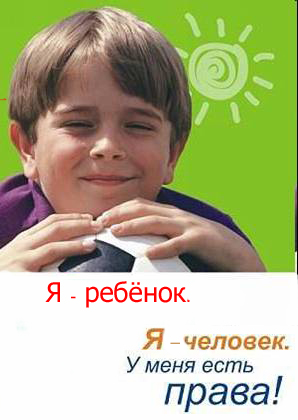 Я - ребёнок.
Я – человек.
У меня есть
права!